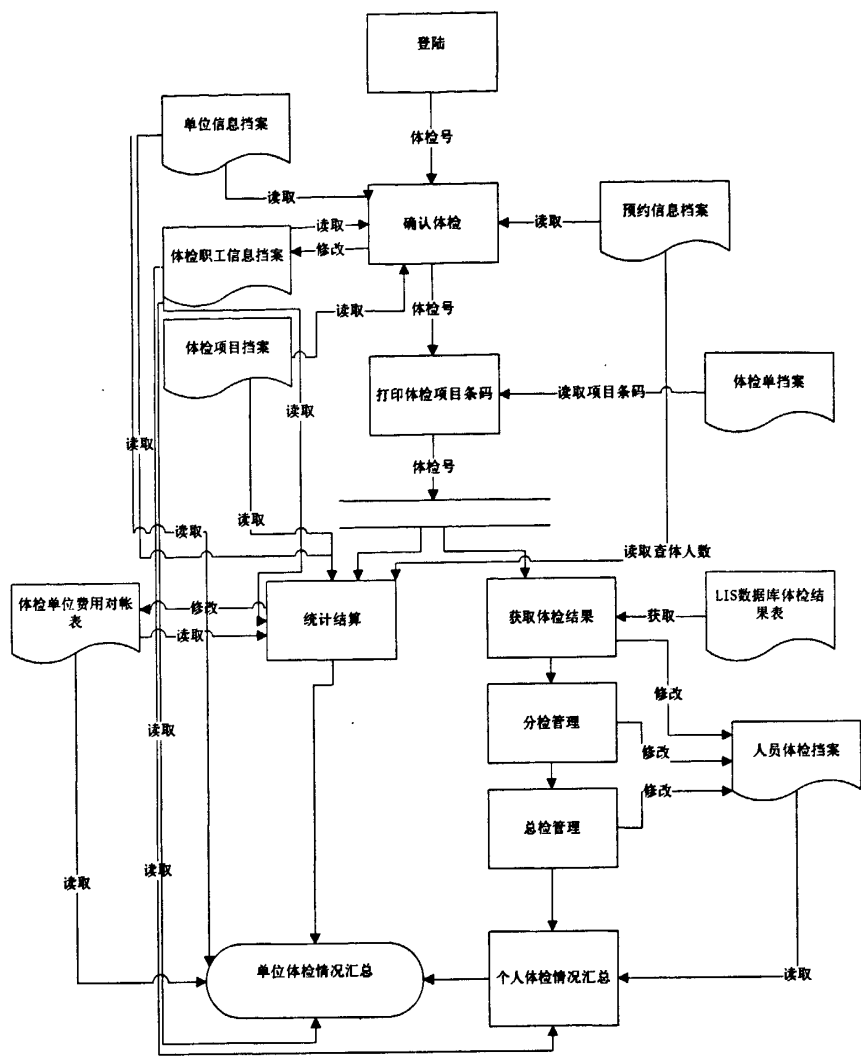 登陆
单位信息挡案
体检号
读取
确认体检
读取
预约信息挡案
读取
体检职工信息挡案
修改
体检号
读取
体检项目挡案
打印体检项目条码
读取项目条码
体检单挡案
读取
读取
体检号
读取
读取
读取查体人数
体检单位费用对帐
表
修改
读取
统计结算
获取体检结果
获取
LIS数据库体检结
果表
修改
分检管理
修改
人员体检挡案
读取
总检管理
修改
读取
读取
单位体检情况汇总
个人体检情况汇总
读取